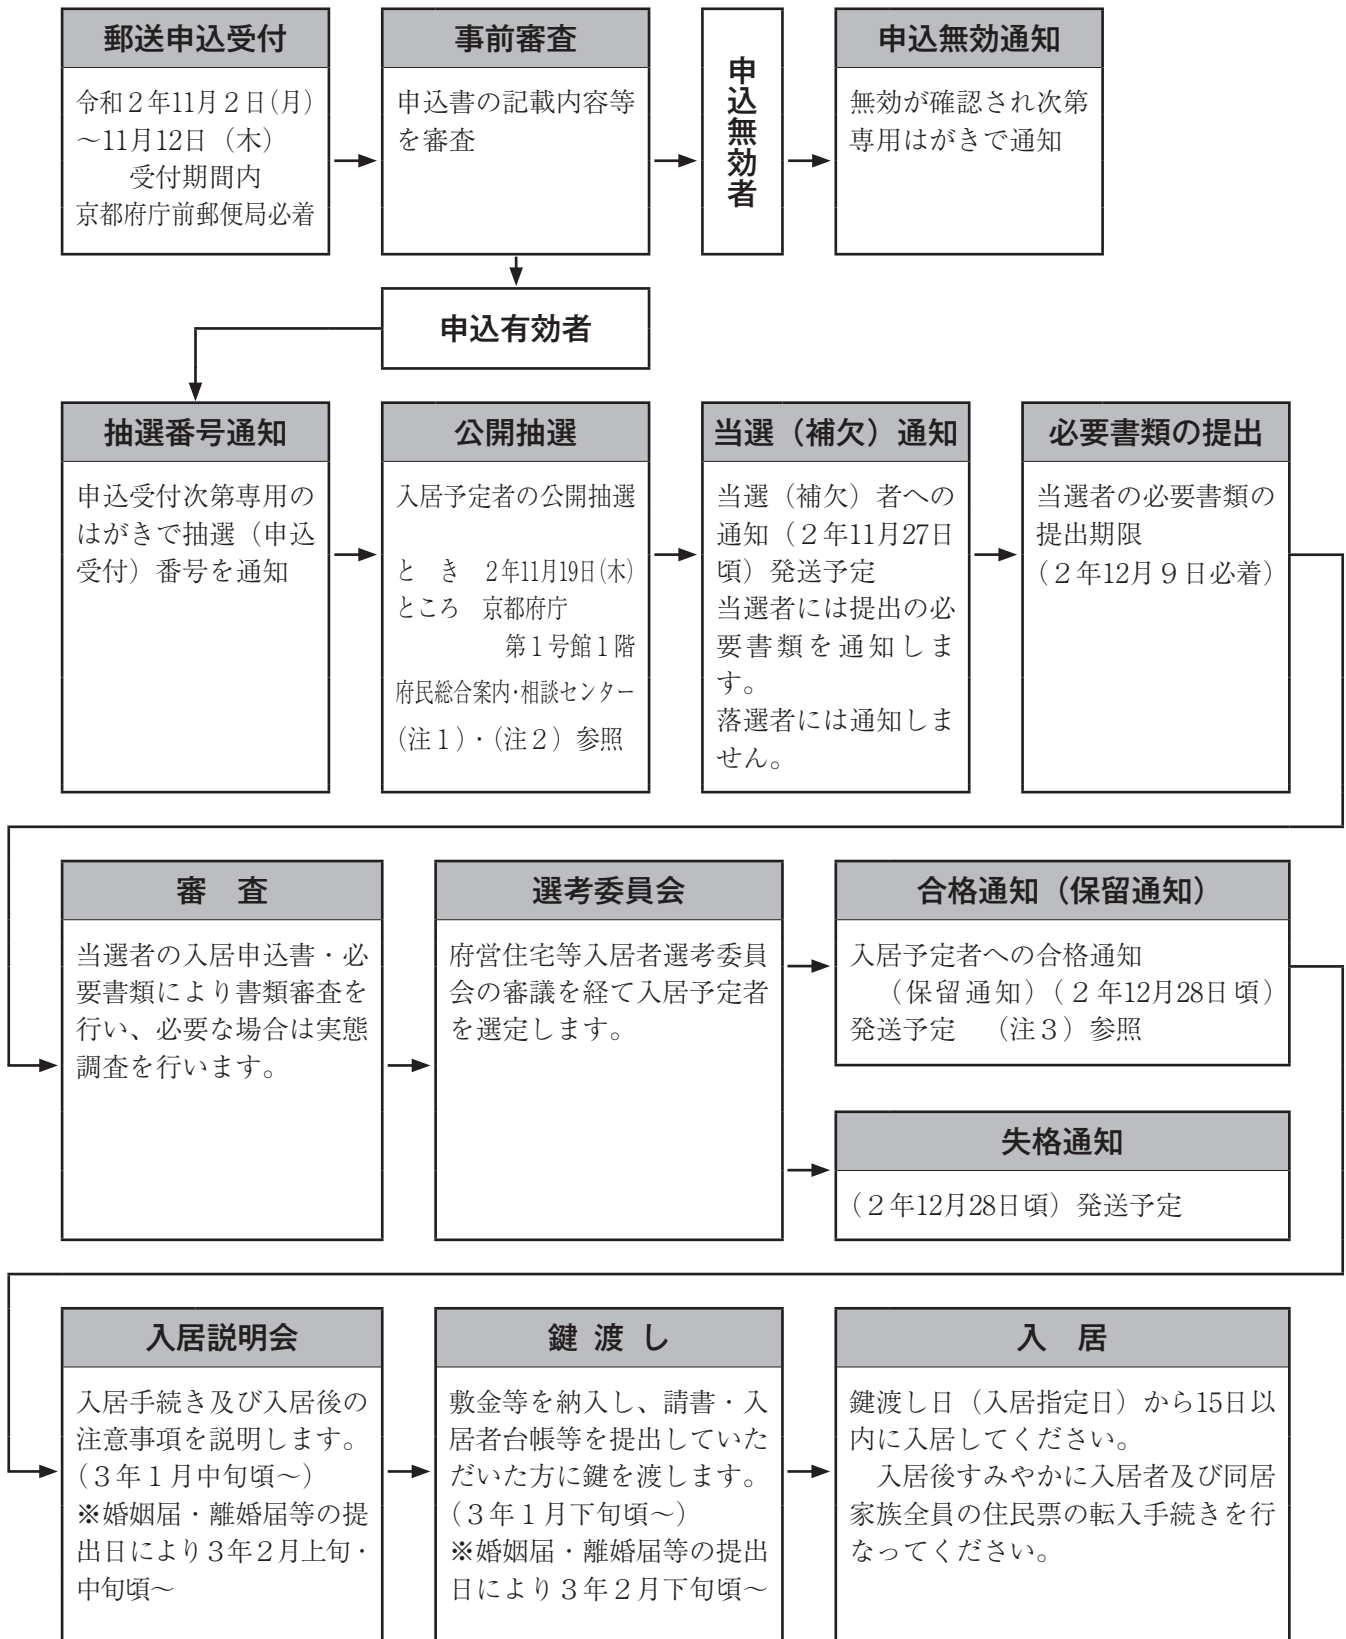 郵送申込受付
令和２年11月２日(月)
～11月12日（木）
受付期間内
京都府庁前郵便局必着
事前審査
申込書の記載内容等
を審査
申込無効者
申込無効通知
無効が確認され次第
専用はがきで通知
申込有効者
抽選番号通知
申込受付次第専用の
はがきで抽選（申込
受付）番号を通知
公開抽選
入居予定者の公開抽選
と　き　２年11月19日(木)
ところ　京都府庁
第１号館１階
府民総合案内・相談センター
(注１)・(注２) 参照
当選（補欠）通知
当選（補欠）者への
通知（２年11月27日
頃）発送予定
当選者には提出の必
要書類を通知しま
す。
落選者には通知しま
せん。
必要書類の提出
当選者の必要書類の
提出期限
（２年12月９日必着）
審　査
当選者の入居申込書・必
要書類により書類審査を
行い、必要な場合は実態
調査を行います。
選考委員会
府営住宅等入居者選考委員
会の審議を経て入居予定者
を選定します。
合格通知（保留通知）
入居予定者への合格通知
（保留通知）（２年12月28日頃）
発送予定　（注３）参照
失格通知
（２年12月28日頃）発送予定
入居説明会
入居手続き及び入居後の
注意事項を説明します。
（３年１月中旬頃～）
※婚姻届・離婚届等の提
出日により３年２月上旬・
中旬頃～
鍵 渡 し
敷金等を納入し、請書・入
居者台帳等を提出していた
だいた方に鍵を渡します。
（３年１月下旬頃～）
※婚姻届・離婚届等の提出
日により３年２月下旬頃～
入　居
鍵渡し日（入居指定日）から15日以
内に入居してください。
入居後すみやかに入居者及び同居
家族全員の住民票の転入手続きを行
なってください。